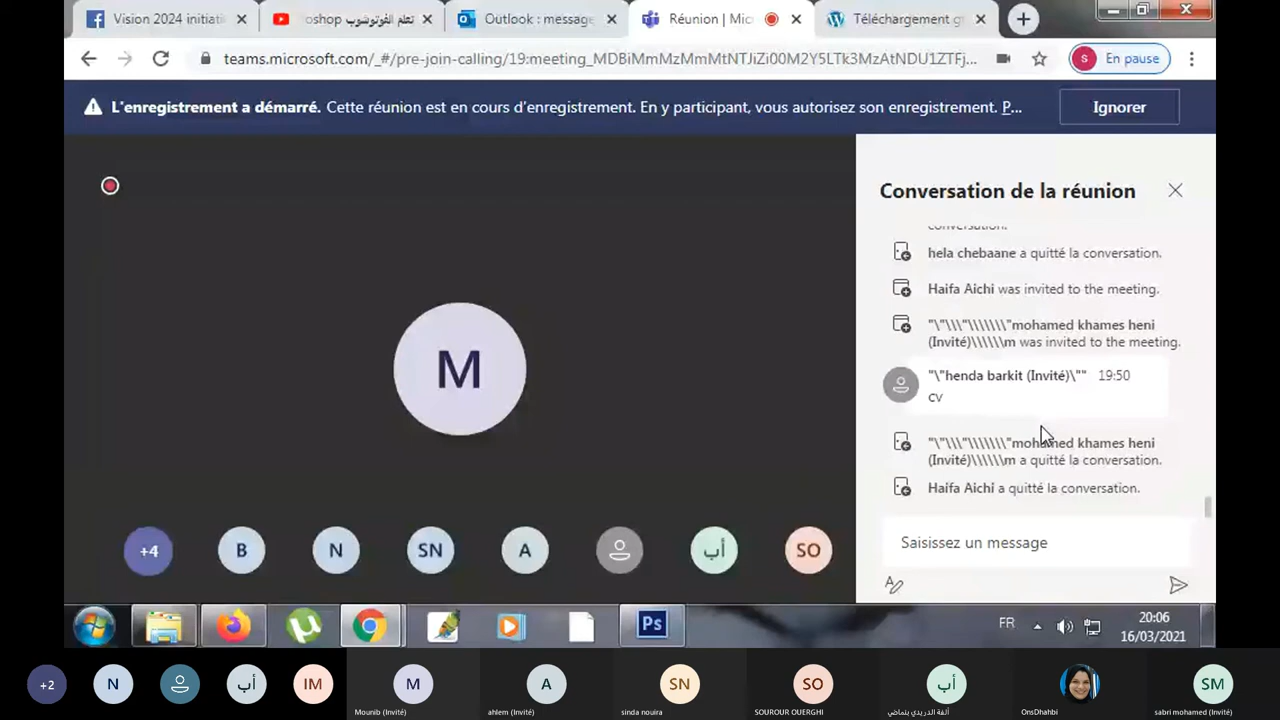 Vision 2024 initiati
تعلم الفوتوشوب oshop
Outlook : message
Réunion | Mic
Téléchargement g
teams.microsoft.com/_#/pre-join-calling/19:meeting_MDBiMmMzMmMtNTJiZi00M2Y5LTk3MzAtNDU1ZTFj...
S
En pause
L'enregistrement a démarré. Cette réunion est en cours d'enregistrement. En y participant, vous autorisez son enregistrement. P...
Ignorer
Conversation de la réunion
conversation.
hela chebaane a quitté la conversation.
Haifa Aichi was invited to the meeting.
"\"\\\"\\\\\\\"mohamed khames heni
(Invité)\\\\\\m was invited to the meeting.
"\"henda barkit (Invité)\"" 19:50
cv
"\"\\\"\\\\\\\"mohamed khames heni
(Invité)\\\\\\m a quitté la conversation.
Haifa Aichi a quitté la conversation.
M
+4
B
N
SN
A
أب
SO
Saisissez un message
Ps
FR
20:06
16/03/2021
+2
N
أب
IM
M
A
SN
SO
أب
SM
Mounib (Invité)
ahlem (Invité)
sinda nouira
SOUROUR OUERGHI
ألفة الدريدي بنماضي
OnsDhahbi
sabri mohamed (Invité)